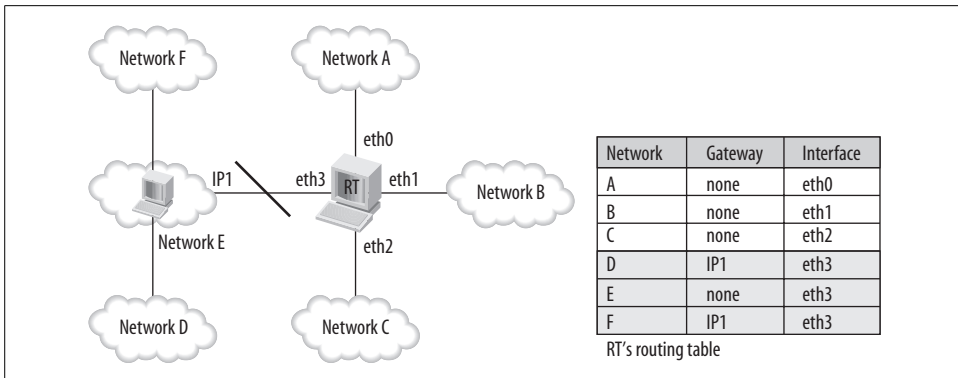 Network F
Network A
eth0
IP1
eth3
RT
eth1
Network B
Network E
eth2
Network D
Network C
Network Gateway Interface
A none eth0
B none eth1
C none eth2
D IP1 eth3
E none eth3
F IP1 eth3
RT's routing table